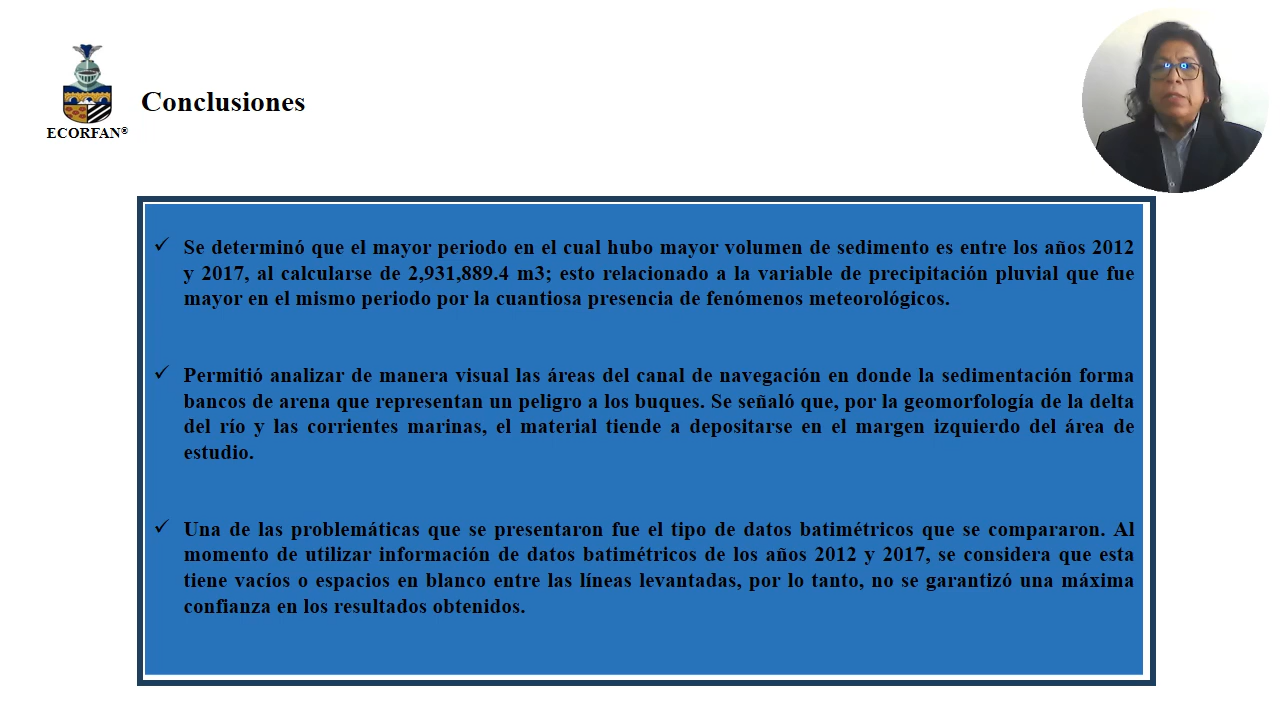 Conclusiones
ECORFAN®
✓ Se determinó que el mayor periodo en el cual hubo mayor volumen de sedimento es entre los años 2012
y 2017, al calcularse de 2,931,889.4 m3; esto relacionado a la variable de precipitación pluvial que fue
mayor en el mismo periodo por la cuantiosa presencia de fenómenos meteorológicos.
✓ Permitió analizar de manera visual las áreas del canal de navegación en donde la sedimentación forma
bancos de arena que representan un peligro a los buques. Se señaló que, por la geomorfología de la delta
del río y las corrientes marinas, el material tiende a depositarse en el margen izquierdo del área de
estudio.
✓ Una de las problemáticas que se presentaron fue el tipo de datos batimétricos que se compararon. Al
momento de utilizar información de datos batimétricos de los años 2012 y 2017, se considera que esta
tiene vacíos o espacios en blanco entre las líneas levantadas, por lo tanto, no se garantizó una máxima
confianza en los resultados obtenidos.